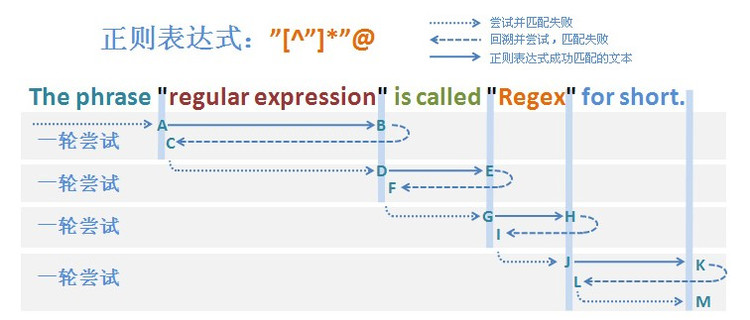 正则表达式：”[^”]*”@
尝试并匹配失败
回溯并尝试，匹配失败
正则表达式成功匹配的文本
The phrase "regular expression" is called "Regex" for short.
一轮尝试 A B
C
一轮尝试 D E
F
一轮尝试 G H
I
一轮尝试 J K
L
M